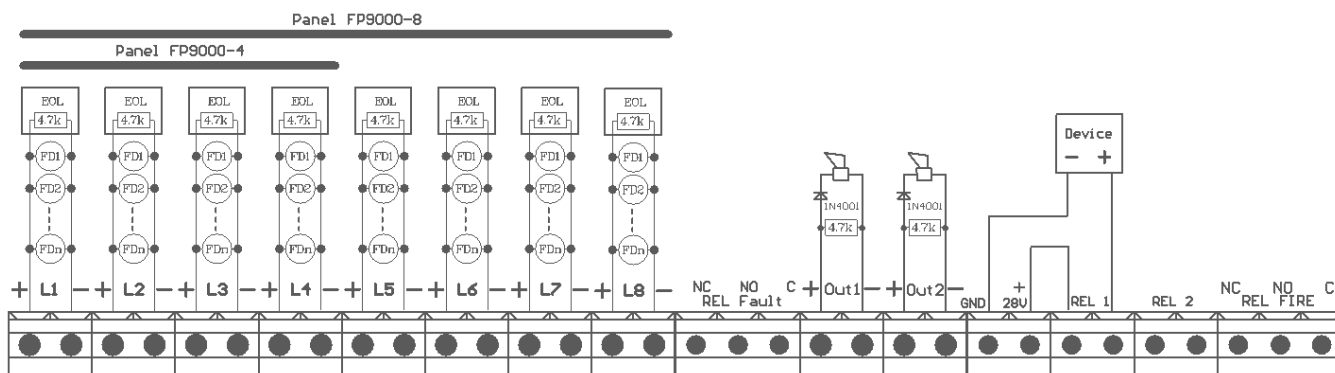 Panel FP9000-8
Panel FP9000-4
EOL EOL EOL EOL EOL EOL EOL EOL
4.7k 4.7k 4.7k 4.7k 4.7k 4.7k 4.7k 4.7k
Device
- +
FD1 FD1 FD1 FD1 FD1 FD1 FD1 FD1
FD2 FD2 FD2 FD2 FD2 FD2 FD2 FD2
1N4001 1N4001
4.7k 4.7k
FDn FDn FDn FDn FDn FDn FDn FDn
+ L1 - + L2 - + L3 - + L4 - + L5 - + L6 - + L7 - + L8 - NC NO C + Out1 - + Out2 - + NC NO C
REL Fault GND 28V REL 1 REL 2 REL FIRE